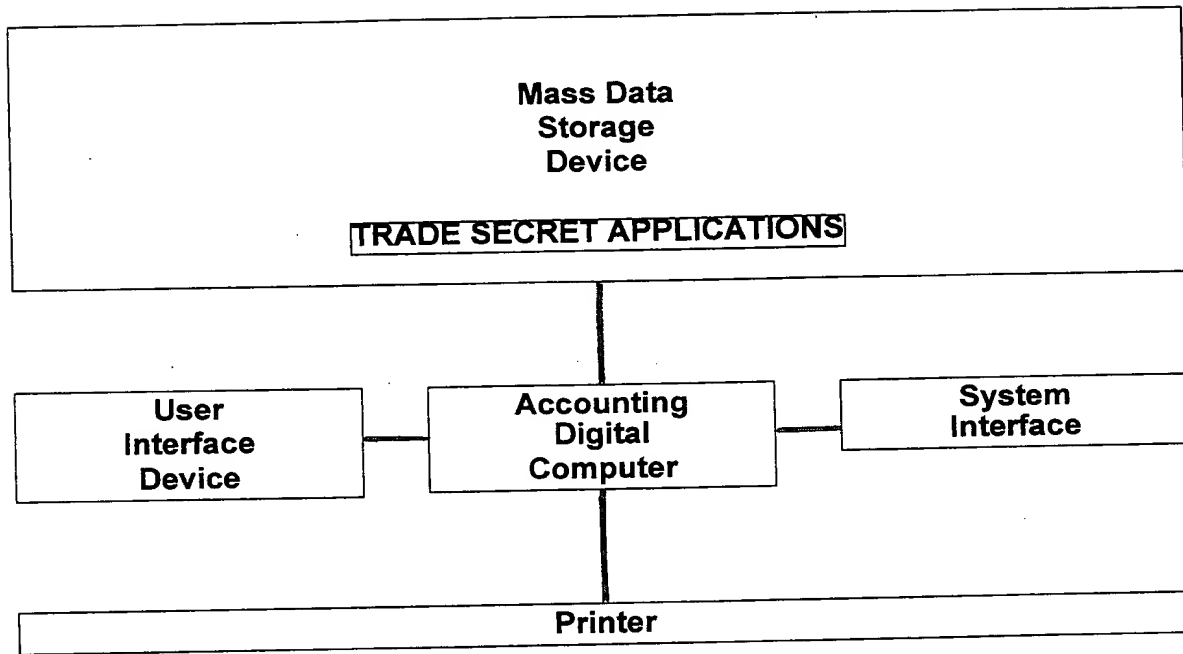 Mass Data
Storage
Device
TRADE SECRET APPLICATIONS
User
Interface
Device
Accounting
Digital
Computer
System
Interface
Printer